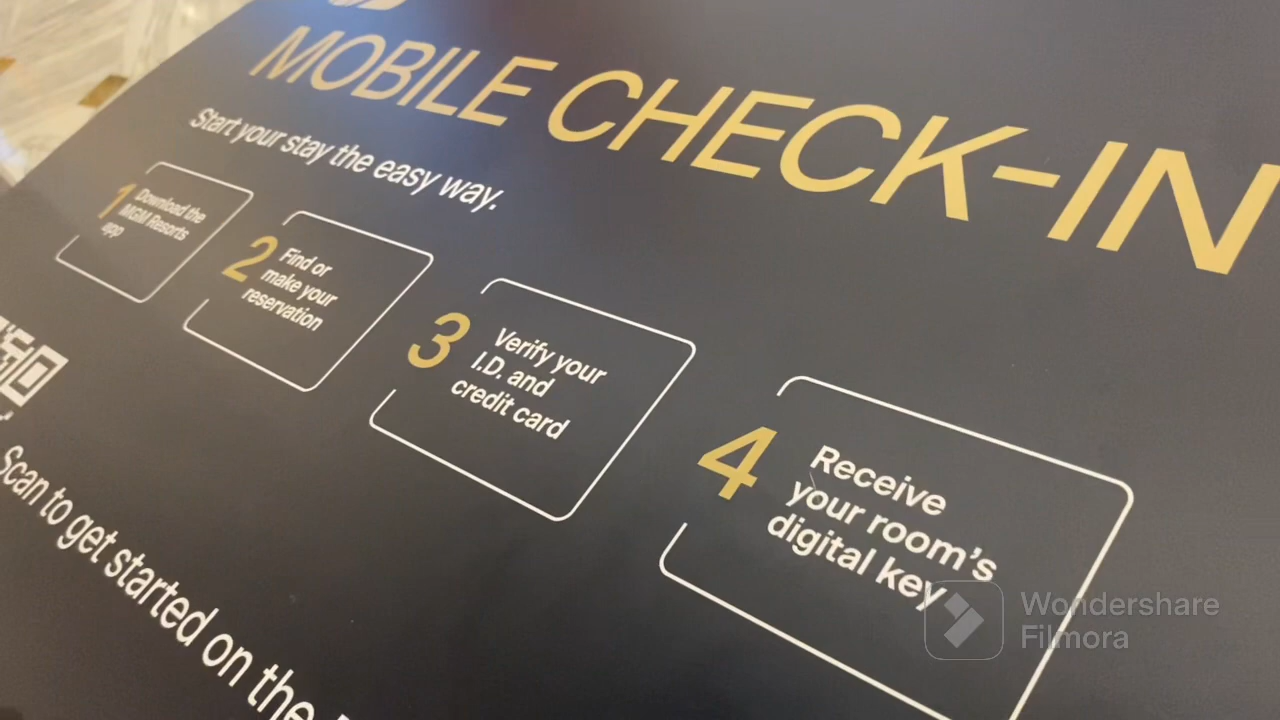 MOBILE CHECK-IN
Start your stay the easy way.
1
Download the
MGM Resorts
app
2
Find or
make your
reservation
3
Verify your
I.D. and
credit card
4
Receive
your room's
digital key
Scan to get started on the
Wondershare
Filmora